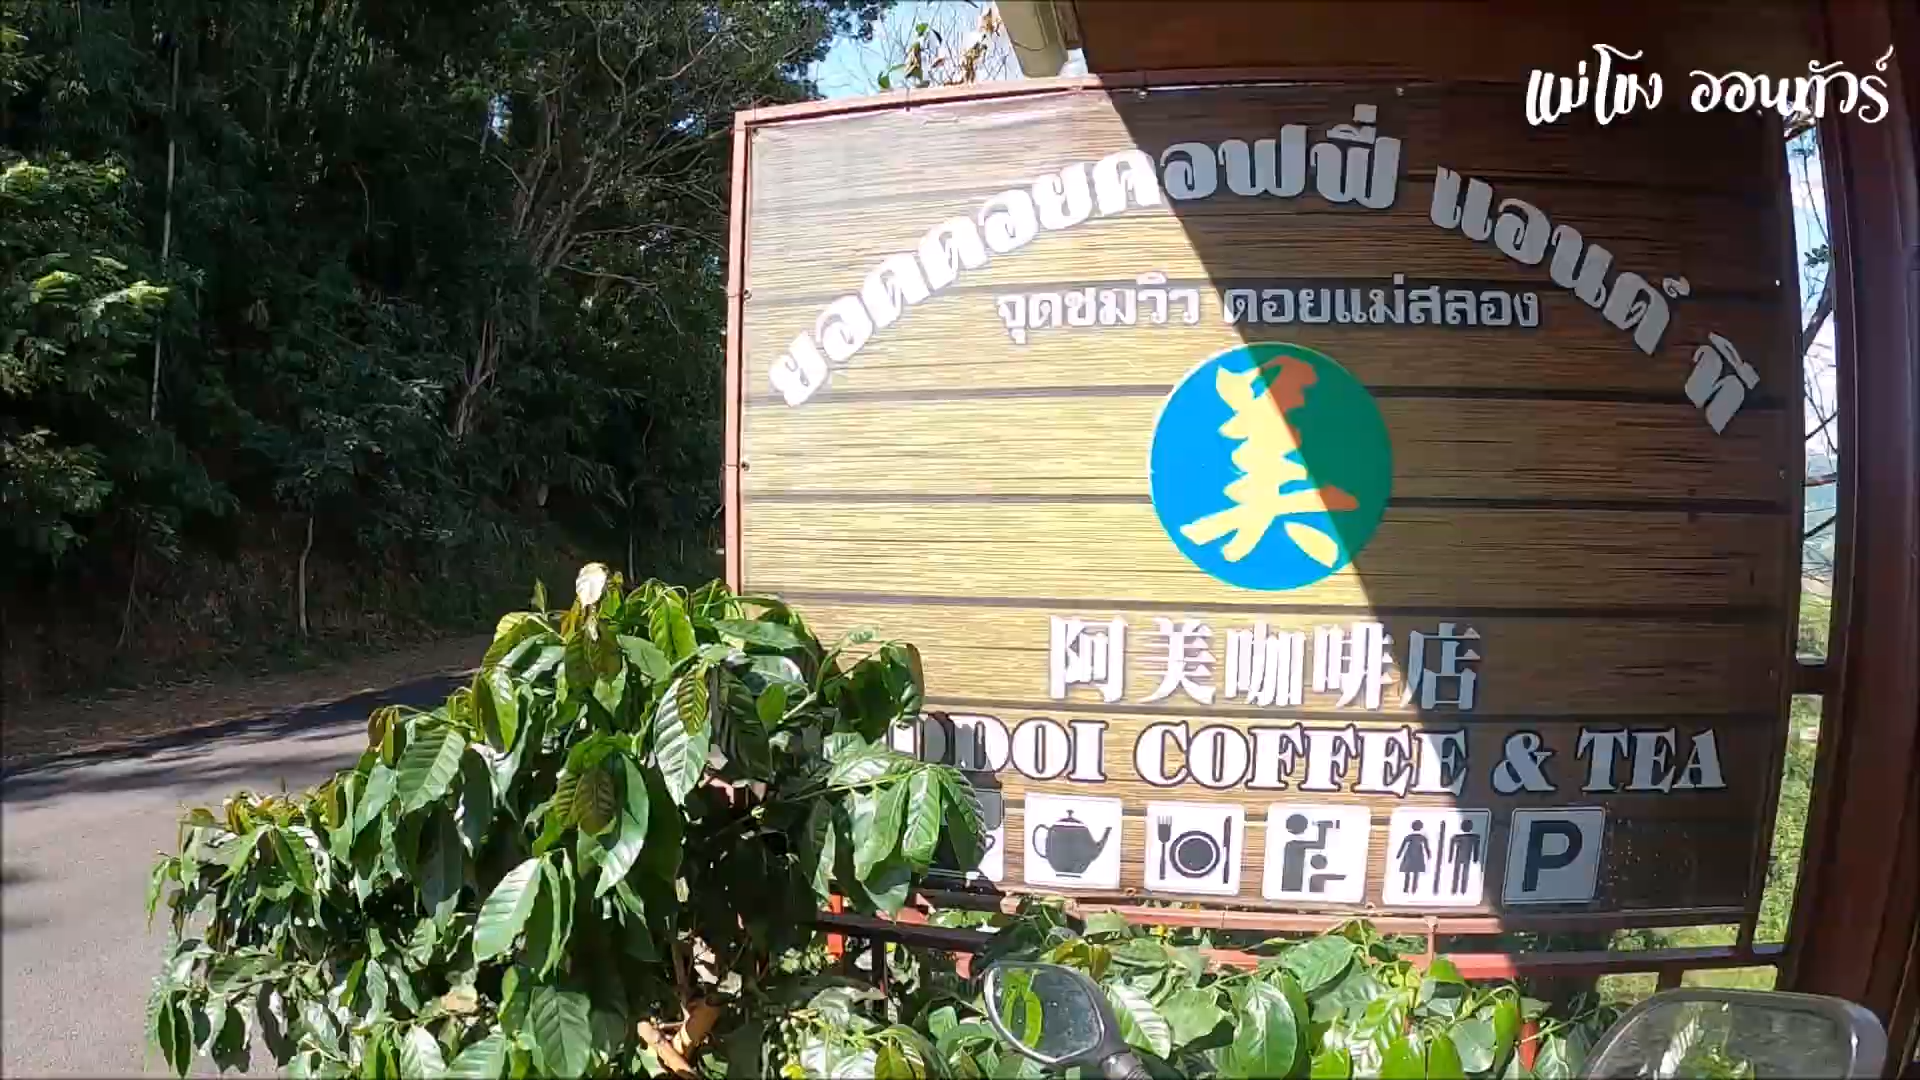 แม่โผง ออนทัวร์
ยอดดอยคอฟฟี่ แอนด์ ที
จุดชมวิว ดอยแม่สลอง
美
阿美咖啡店
ODDOI COFFEE & TEA
P